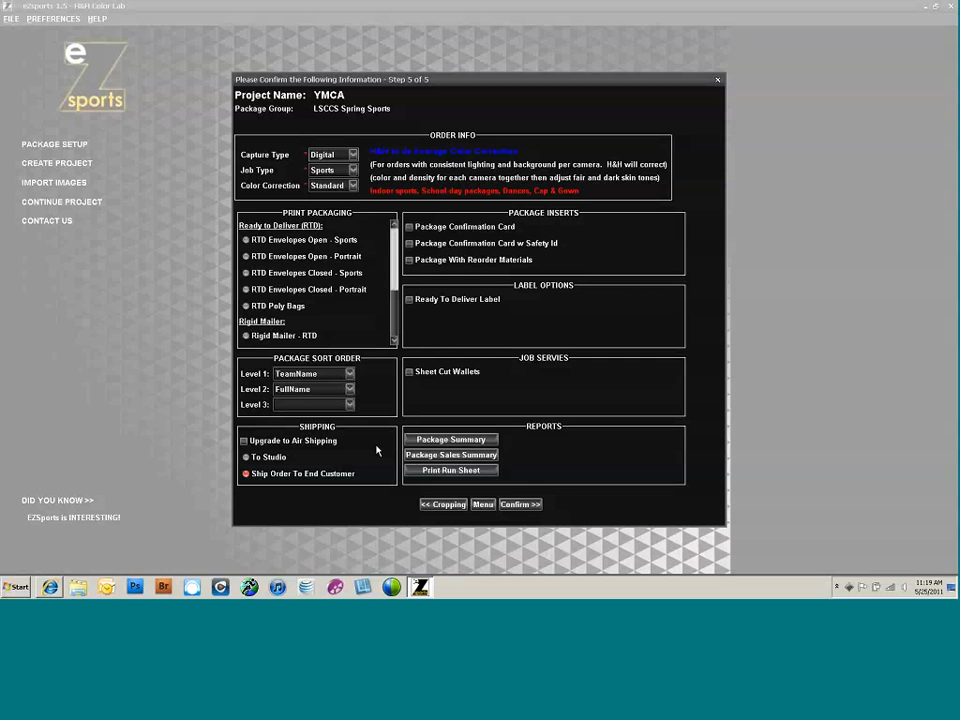 eZsports 1.5 - H&H Color Lab
FILE PREFERENCES HELP
eZ
sports
PACKAGE SETUP
CREATE PROJECT
IMPORT IMAGES
CONTINUE PROJECT
CONTACT US
DID YOU KNOW >>
EZSports is INTERESTING!
Please Confirm the Following Information - Step 5 of 5
Project Name: YMCA
Package Group: LSCCS Spring Sports
ORDER INFO
Capture Type * Digital
Job Type * Sports
Color Correction * Standard
H&H to do Average Color Correction
(For orders with consistent lighting and background per camera. H&H will correct)
(color and density for each camera together then adjust fair and dark skin tones)
Indoor sports, School day packages, Dances, Cap & Gown
PRINT PACKAGING
Ready to Deliver (RTD):
RTD Envelopes Open - Sports
RTD Envelopes Open - Portrait
RTD Envelopes Closed - Sports
RTD Envelopes Closed - Portrait
RTD Poly Bags
Rigid Mailer:
Rigid Mailer - RTD
PACKAGE INSERTS
Package Confirmation Card
Package Confirmation Card w Safety Id
Package With Reorder Materials
LABEL OPTIONS
Ready To Deliver Label
PACKAGE SORT ORDER
Level 1: TeamName
Level 2: FullName
Level 3:
JOB SERVIES
Sheet Cut Wallets
SHIPPING
Upgrade to Air Shipping
To Studio
Ship Order To End Customer
REPORTS
Package Summary
Package Sales Summary
Print Run Sheet
<< Cropping Menu Confirm >>
Start
Ps
Br
11:19 AM
5/25/2011